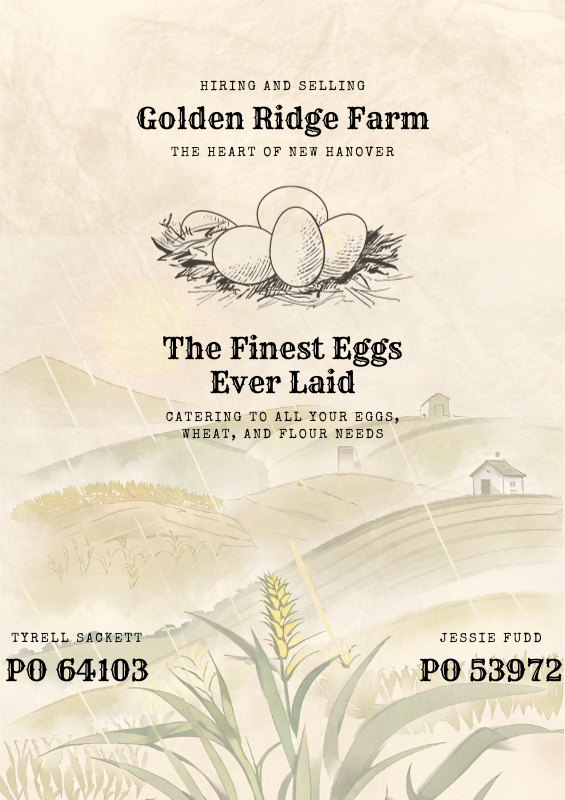 HIRING AND SELLING
Golden Ridge Farm
THE HEART OF NEW HANOVER
The Finest Eggs
Ever Laid
CATERING TO ALL YOUR EGGS,
WHEAT, AND FLOUR NEEDS
TYRELL SACKETT
PO 64103
JESSIE FUDD
PO 53972